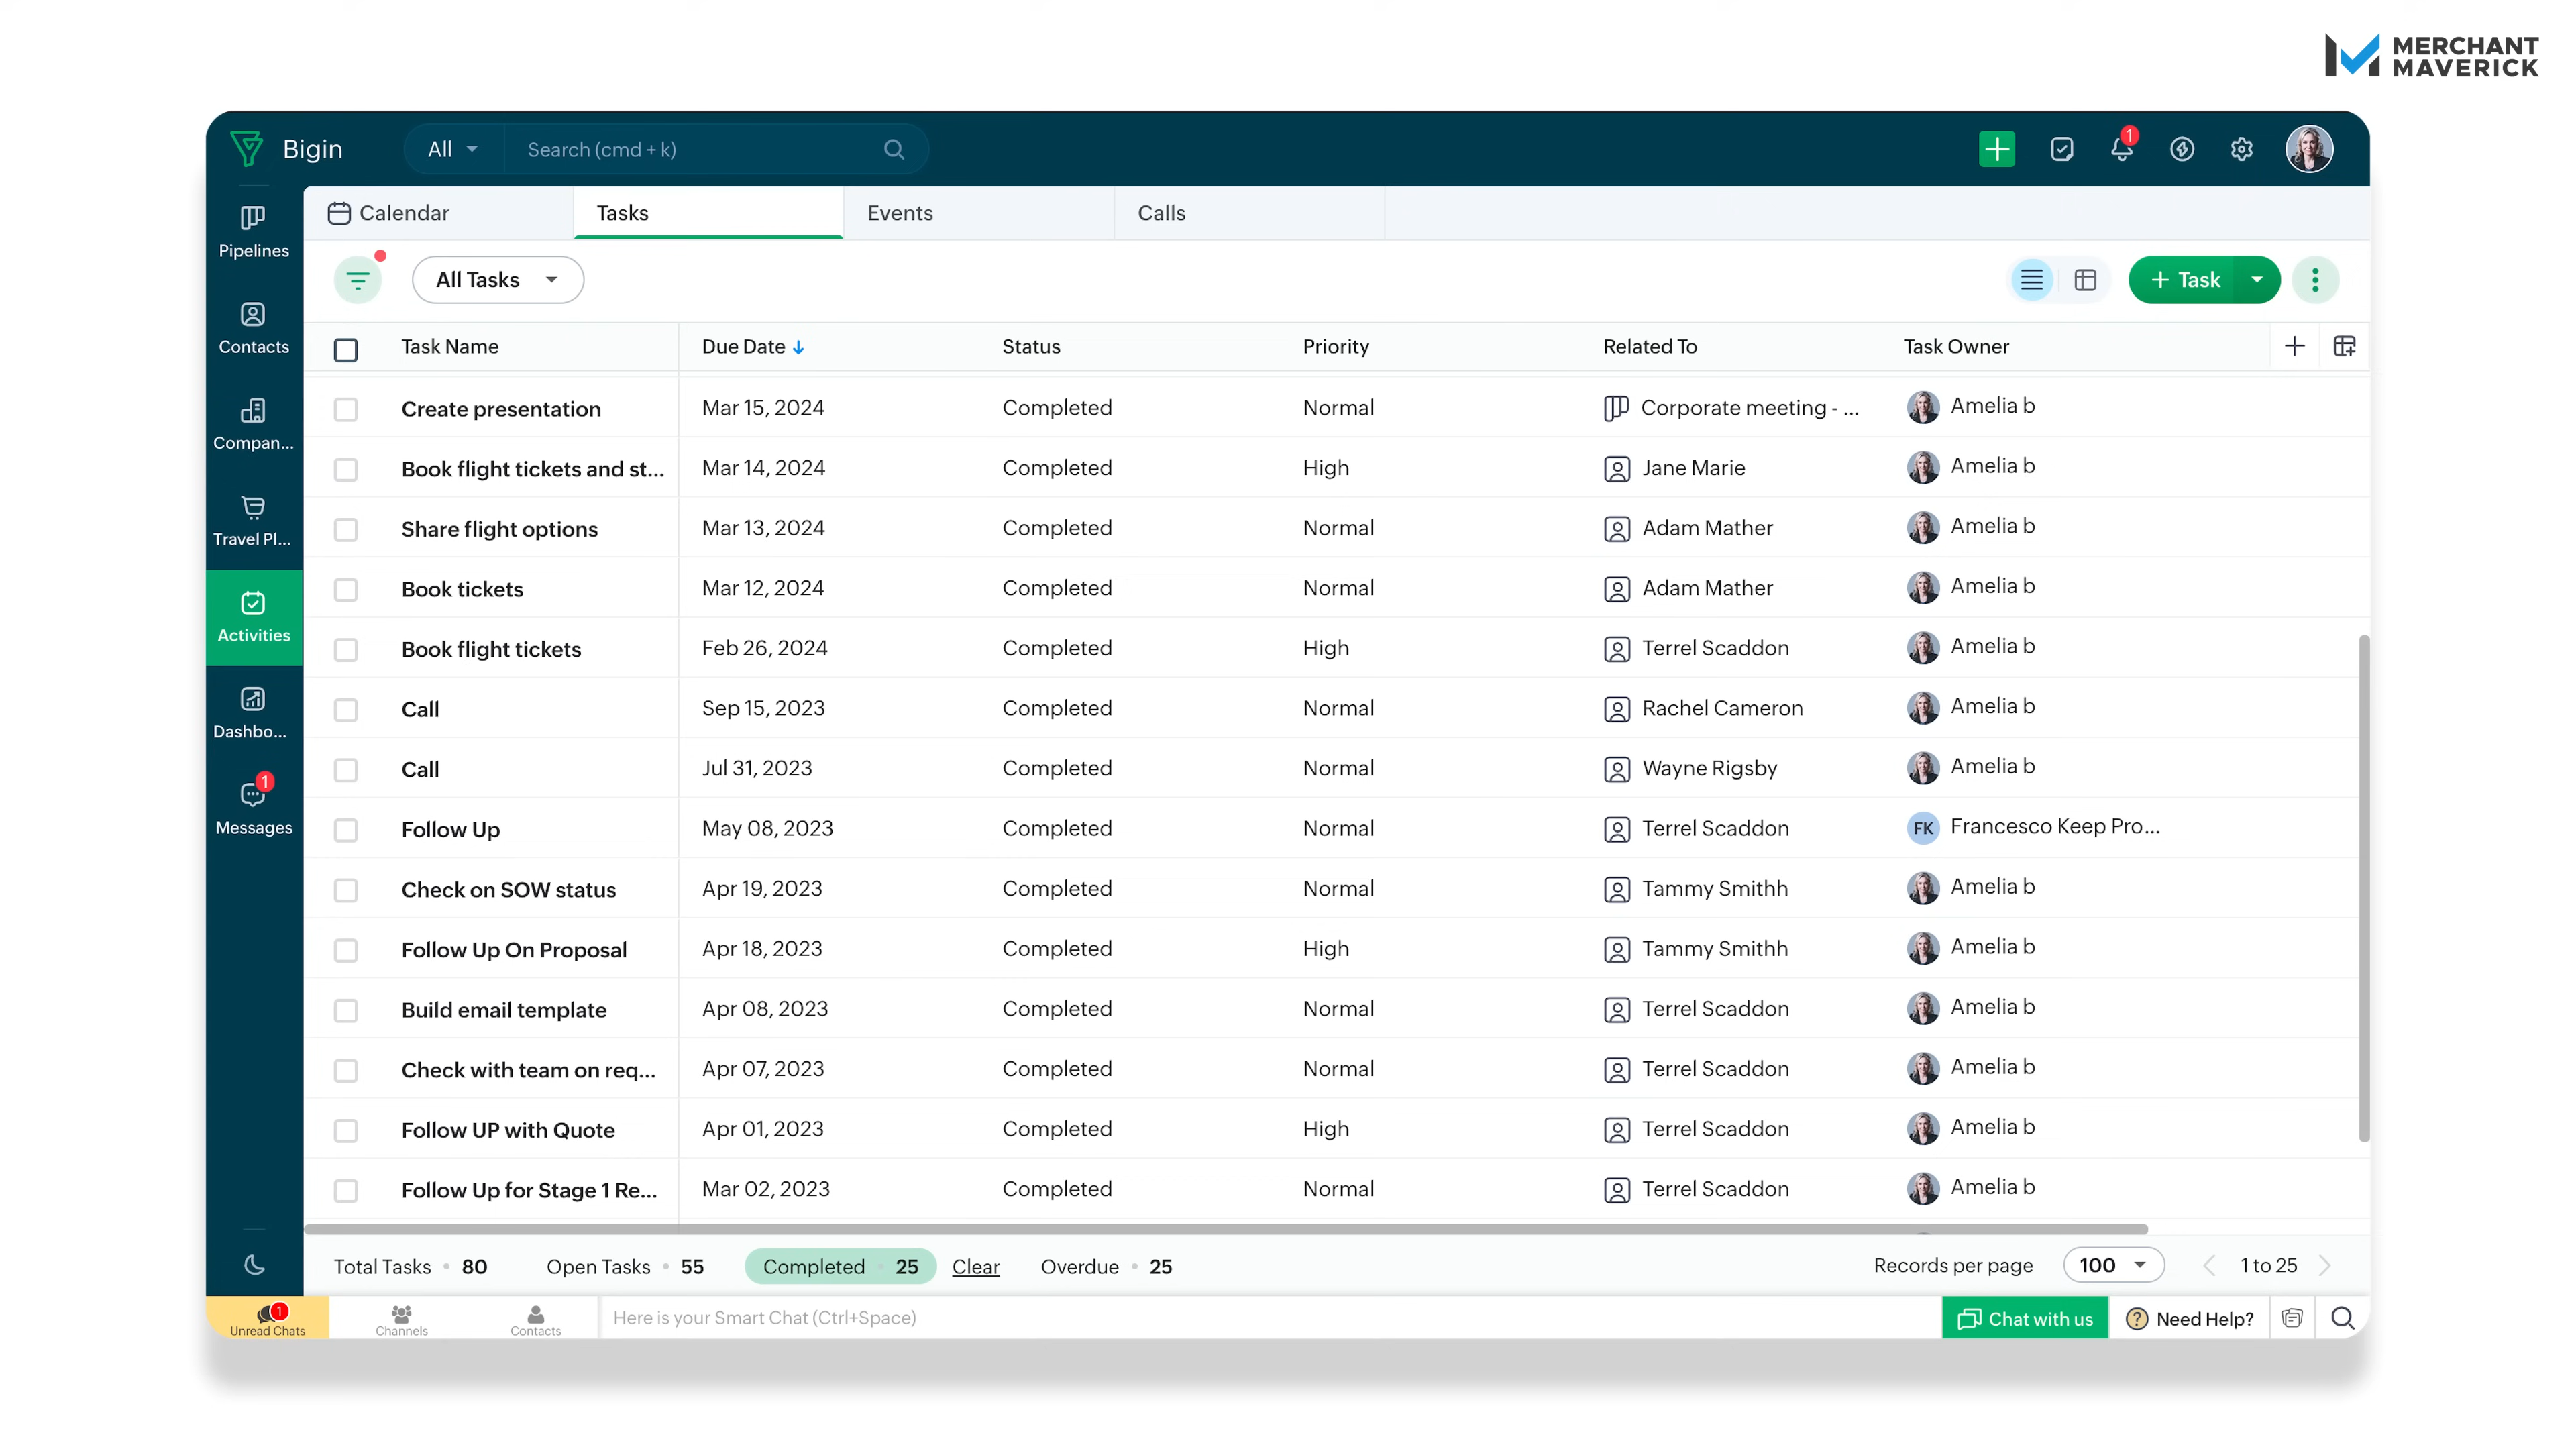 MERCHANT
MAVERICK
Bigin
All
Search (cmd + k)
1
Pipelines
Contacts
Compan...
Travel Pl...
Activities
Dashbo...
1
Messages
Calendar
Tasks
Events
Calls
All Tasks
+ Task
Task Name Due Date Status Priority Related To Task Owner
Create presentation Mar 15, 2024 Completed Normal Corporate meeting - ... Amelia b
Book flight tickets and st... Mar 14, 2024 Completed High Jane Marie Amelia b
Share flight options Mar 13, 2024 Completed Normal Adam Mather Amelia b
Book tickets Mar 12, 2024 Completed Normal Adam Mather Amelia b
Book flight tickets Feb 26, 2024 Completed High Terrel Scaddon Amelia b
Call Sep 15, 2023 Completed Normal Rachel Cameron Amelia b
Call Jul 31, 2023 Completed Normal Wayne Rigsby Amelia b
Follow Up May 08, 2023 Completed Normal Terrel Scaddon FK Francesco Keep Pro...
Check on SOW status Apr 19, 2023 Completed Normal Tammy Smithh Amelia b
Follow Up On Proposal Apr 18, 2023 Completed High Tammy Smithh Amelia b
Build email template Apr 08, 2023 Completed Normal Terrel Scaddon Amelia b
Check with team on req... Apr 07, 2023 Completed Normal Terrel Scaddon Amelia b
Follow UP with Quote Apr 01, 2023 Completed High Terrel Scaddon Amelia b
Follow Up for Stage 1 Re... Mar 02, 2023 Completed Normal Terrel Scaddon Amelia b
Total Tasks • 80 Open Tasks • 55 Completed • 25 Clear Overdue • 25 Records per page 100 1 to 25
1
Unread Chats Channels Contacts Here is your Smart Chat (Ctrl+Space) Chat with us ? Need Help?